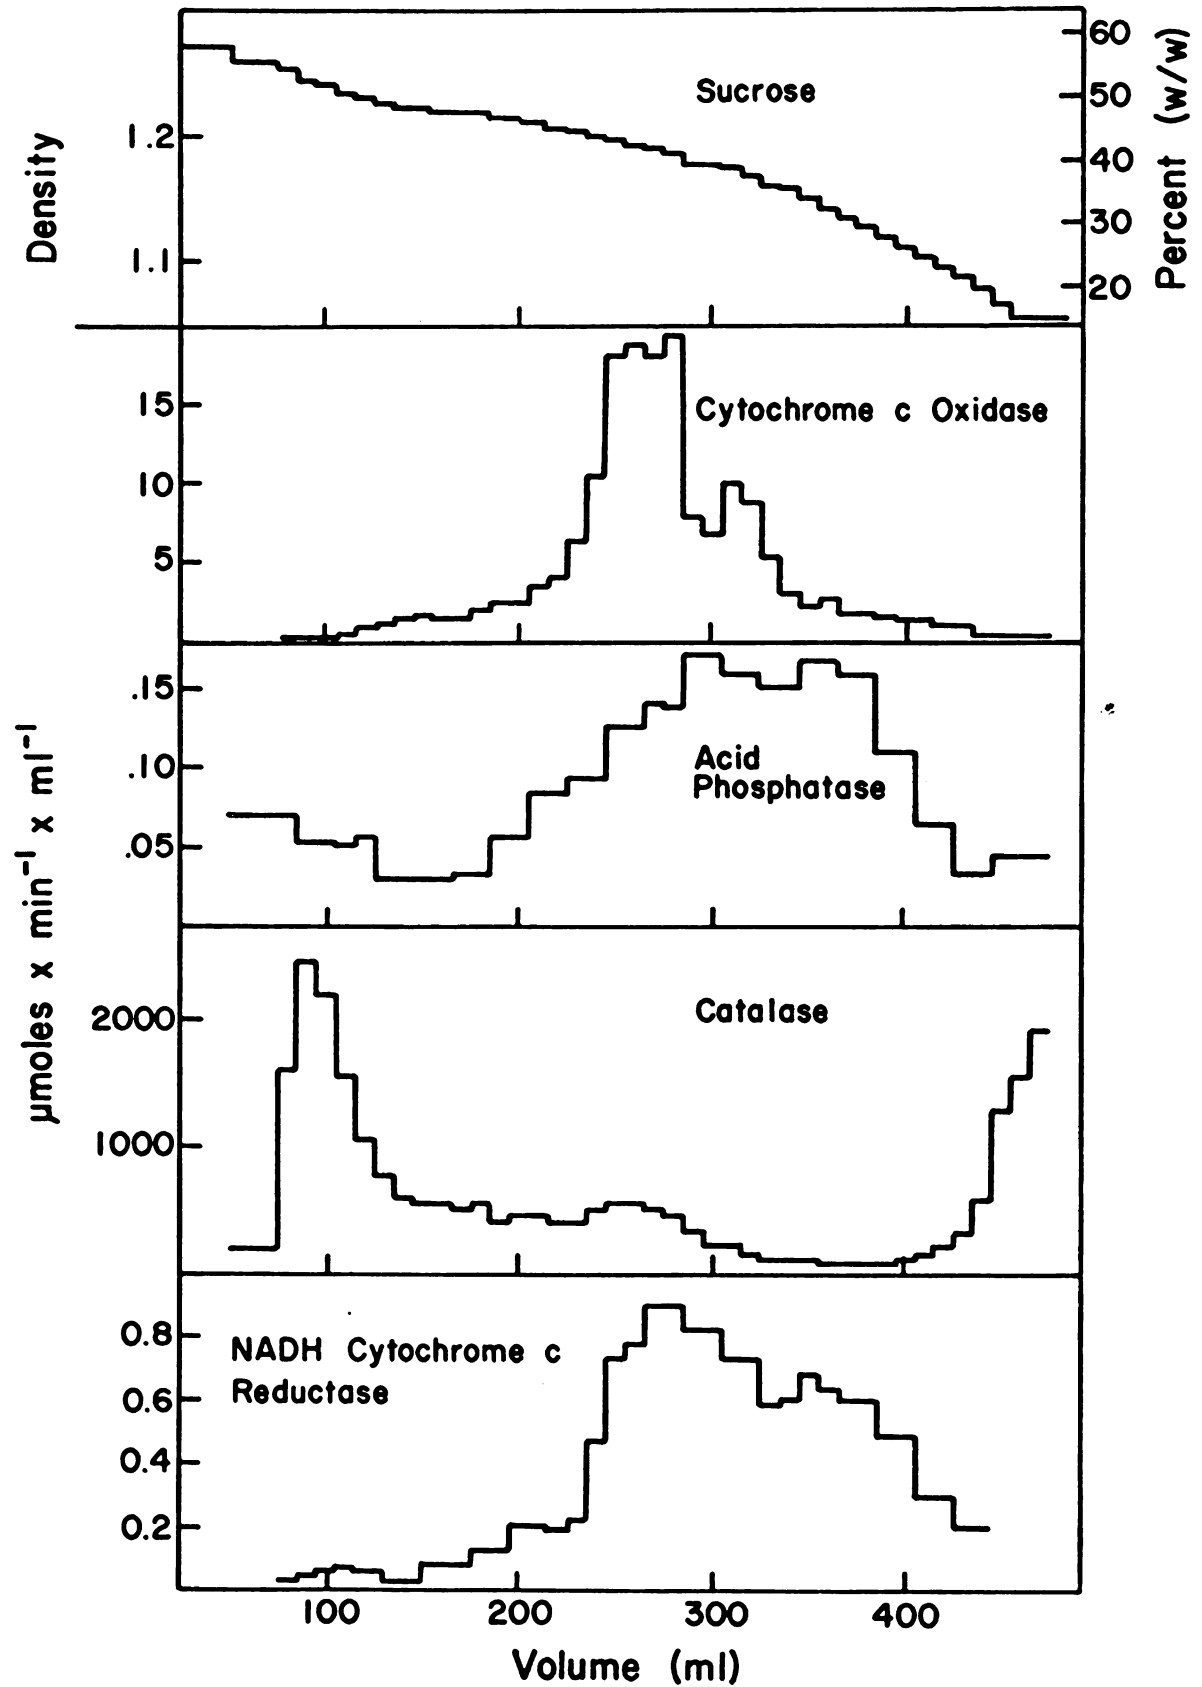 Sucrose
Density
1.2
1.1
60
50
40
30
20
Percent (w/w)
Cytochrome c Oxidase
15
10
5
Acid
Phosphatase
.15
.10
.05
μmoles x min⁻¹ x ml⁻¹
Catalase
2000
1000
NADH Cytochrome c
Reductase
0.8
0.6
0.4
0.2
100 200 300 400
Volume (ml)